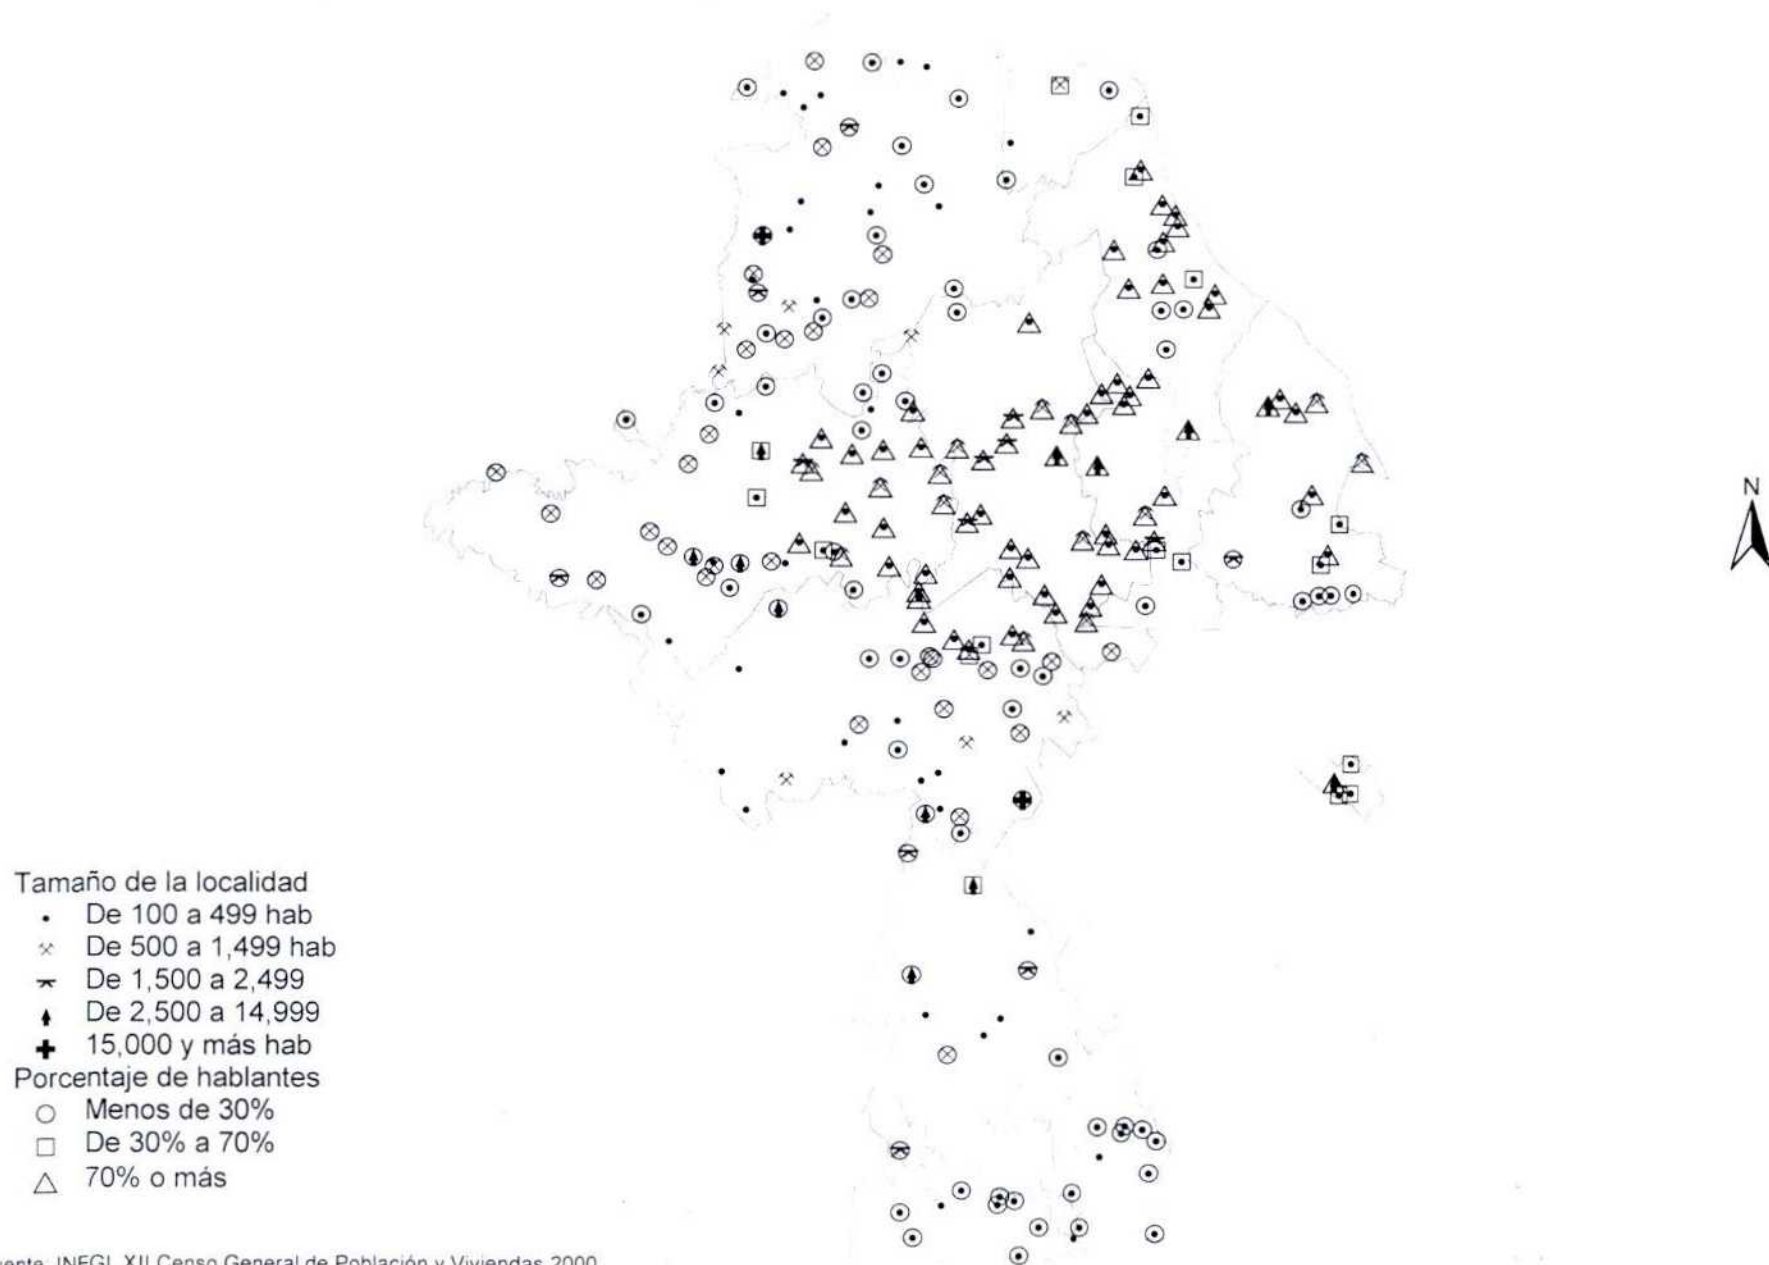 N
Tamaño de la localidad
De 100 a 499 hab
De 500 a 1,499 hab
De 1,500 a 2,499
De 2,500 a 14,999
15,000 y más hab
Porcentaje de hablantes
Menos de 30%
De 30% a 70%
70% o más
INEGI, XII Censo General de Población y Viviendas 2000